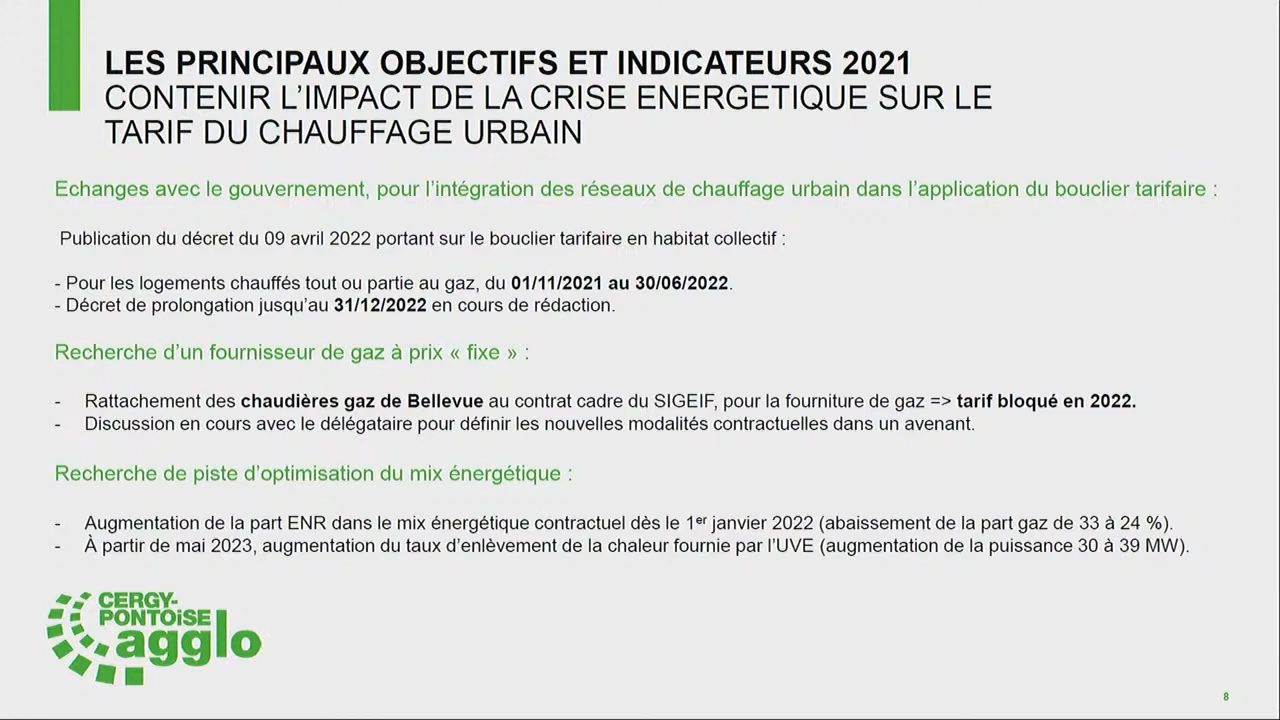 LES PRINCIPAUX OBJECTIFS ET INDICATEURS 2021
CONTENIR L'IMPACT DE LA CRISE ENERGETIQUE SUR LE
TARIF DU CHAUFFAGE URBAIN
Echanges avec le gouvernement, pour l'intégration des réseaux de chauffage urbain dans l'application du bouclier tarifaire :
Publication du décret du 09 avril 2022 portant sur le bouclier tarifaire en habitat collectif :
- Pour les logements chauffés tout ou partie au gaz, du 01/11/2021 au 30/06/2022.
- Décret de prolongation jusqu'au 31/12/2022 en cours de rédaction.
Recherche d'un fournisseur de gaz à prix « fixe » :
- Rattachement des chaudières gaz de Bellevue au contrat cadre du SIGEIF, pour la fourniture de gaz => tarif bloqué en 2022.
- Discussion en cours avec le délégataire pour définir les nouvelles modalités contractuelles dans un avenant.
Recherche de piste d'optimisation du mix énergétique :
- Augmentation de la part ENR dans le mix énergétique contractuel dès le 1er janvier 2022 (abaissement de la part gaz de 33 à 24 %).
- À partir de mai 2023, augmentation du taux d'enlèvement de la chaleur fournie par l'UVE (augmentation de la puissance 30 à 39 MW).
CERGY-
PONTOiSE
agglo
8